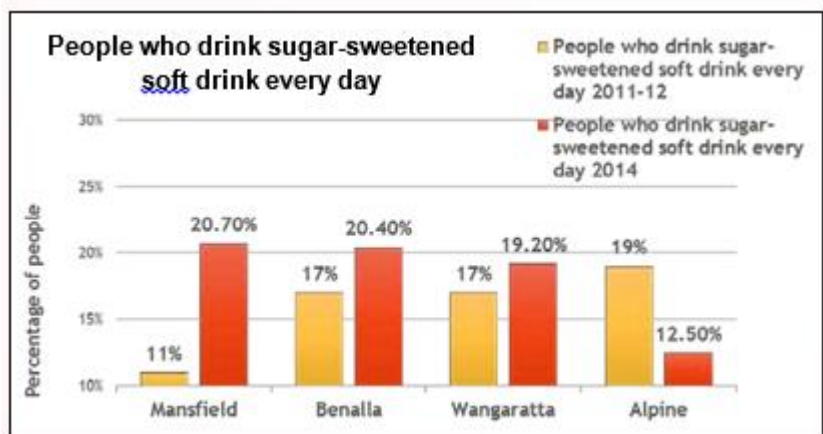 People who drink sugar-sweetened
soft drink every day
People who drink sugar-
sweetened soft drink every
day 2011-12
People who drink sugar-
sweetened soft drink every
day 2014
Percentage of people
30%
25%
20%
15%
10%
11%
20.70%
17%
20.40%
17%
19.20%
19%
12.50%
Mansfield
Benalla
Wangaratta
Alpine